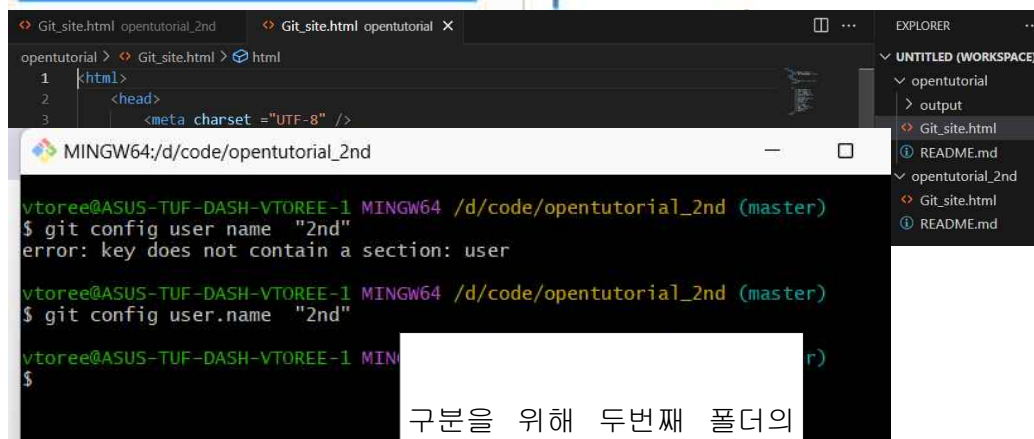 Git_site.html opentutorial_2nd Git_site.html opentutorial X ...
opentutorial > Git_site.html > html
1 <html>
2 <head>
3 <meta charset ="UTF-8" />
EXPLORER
UNTITLED (WORKSPACE)
opentutorial
> output
Git_site.html
README.md
opentutorial_2nd
Git_site.html
README.md
MINGW64:/d/code/opentutorial_2nd
vtoree@ASUS-TUF-DASH-VTOREE-1 MINGW64 /d/code/opentutorial_2nd (master)
$ git config user name "2nd"
error: key does not contain a section: user
vtoree@ASUS-TUF-DASH-VTOREE-1 MINGW64 /d/code/opentutorial_2nd (master)
$ git config user.name "2nd"
vtoree@ASUS-TUF-DASH-VTOREE-1 r)
$
구분을 위해 두번째 폴더의